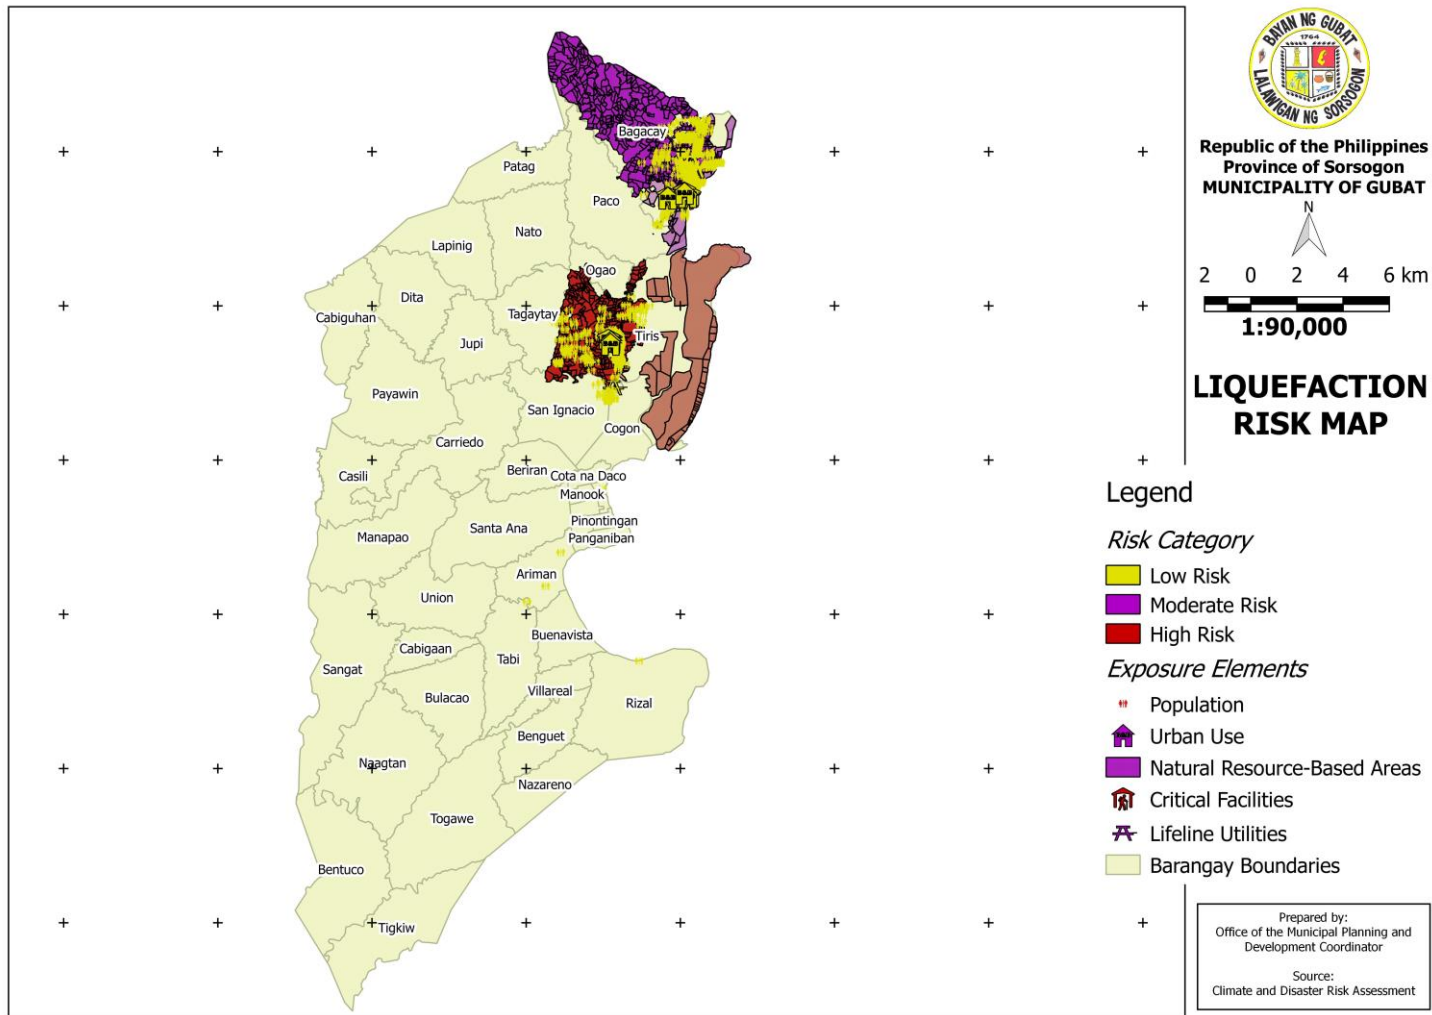 BAYAN NG GUBAT
1764
LALAWIGAN NG SORSOGON
Republic of the Philippines
Province of Sorsogon
MUNICIPALITY OF GUBAT
N
2 0 2 4 6 km
1:90,000
LIQUEFACTION
RISK MAP
Legend
Risk Category
Low Risk
Moderate Risk
High Risk
Exposure Elements
Population
Urban Use
Natural Resource-Based Areas
Critical Facilities
Lifeline Utilities
Barangay Boundaries
Prepared by:
Office of the Municipal Planning and
Development Coordinator
Source:
Climate and Disaster Risk Assessment
Bagacay
Patag
Paco
Nato
Lapinig
Ogao
Dita
Cabiguhan
Tagaytay
Tiris
Jupi
Payawin
San Ignacio
Cogon
Carriedo
Beriran
Cota na Daco
Casili
Manook
Pinontingan
Santa Ana
Panganiban
Manapao
Ariman
Union
Buenavista
Cabigaan
Tabi
Sangat
Villareal
Bulacao
Rizal
Benguet
Naagtan
Nazareno
Togawe
Bentuco
Tigkiw